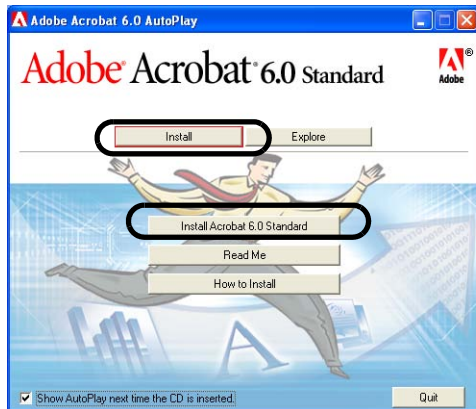 Adobe Acrobat 6.0 AutoPlay
Adobe® Acrobat® 6.0 Standard
®
Adobe
Install
Explore
Install Acrobat 6.0 Standard
Read Me
How to Install
A
Show AutoPlay next time the CD is inserted.
Quit